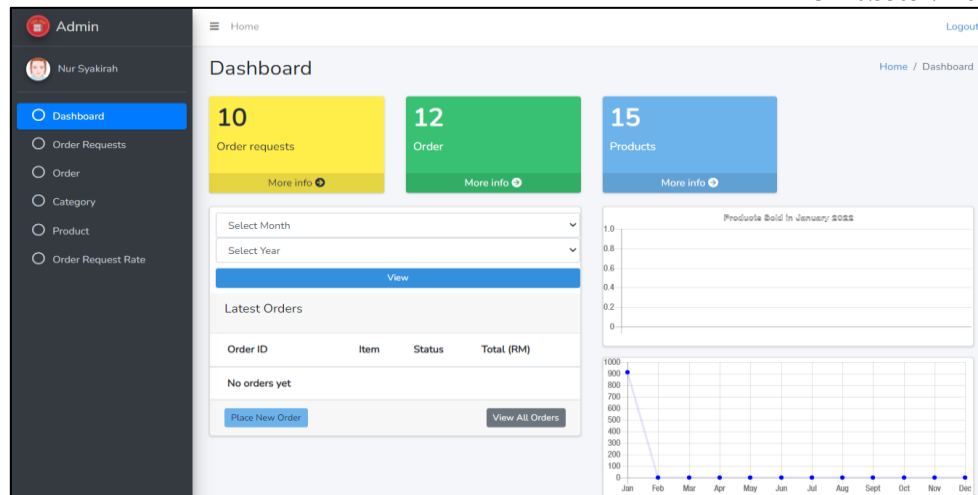 Admin
Home
Logout
Nur Syakirah
Dashboard
Home / Dashboard
Dashboard
Order Requests
Order
Category
Product
Order Request Rate
10
Order requests
More info
12
Order
More info
15
Products
More info
Select Month
Select Year
View
Latest Orders
Order ID Item Status Total (RM)
No orders yet
Place New Order View All Orders
Products Sold in January 2022
1.0
0.8
0.6
0.4
0.2
0
1000
900
800
700
600
500
400
300
200
100
0
Jan Feb Mar Apr May Jun Jul Aug Sept Oct Nov Dec